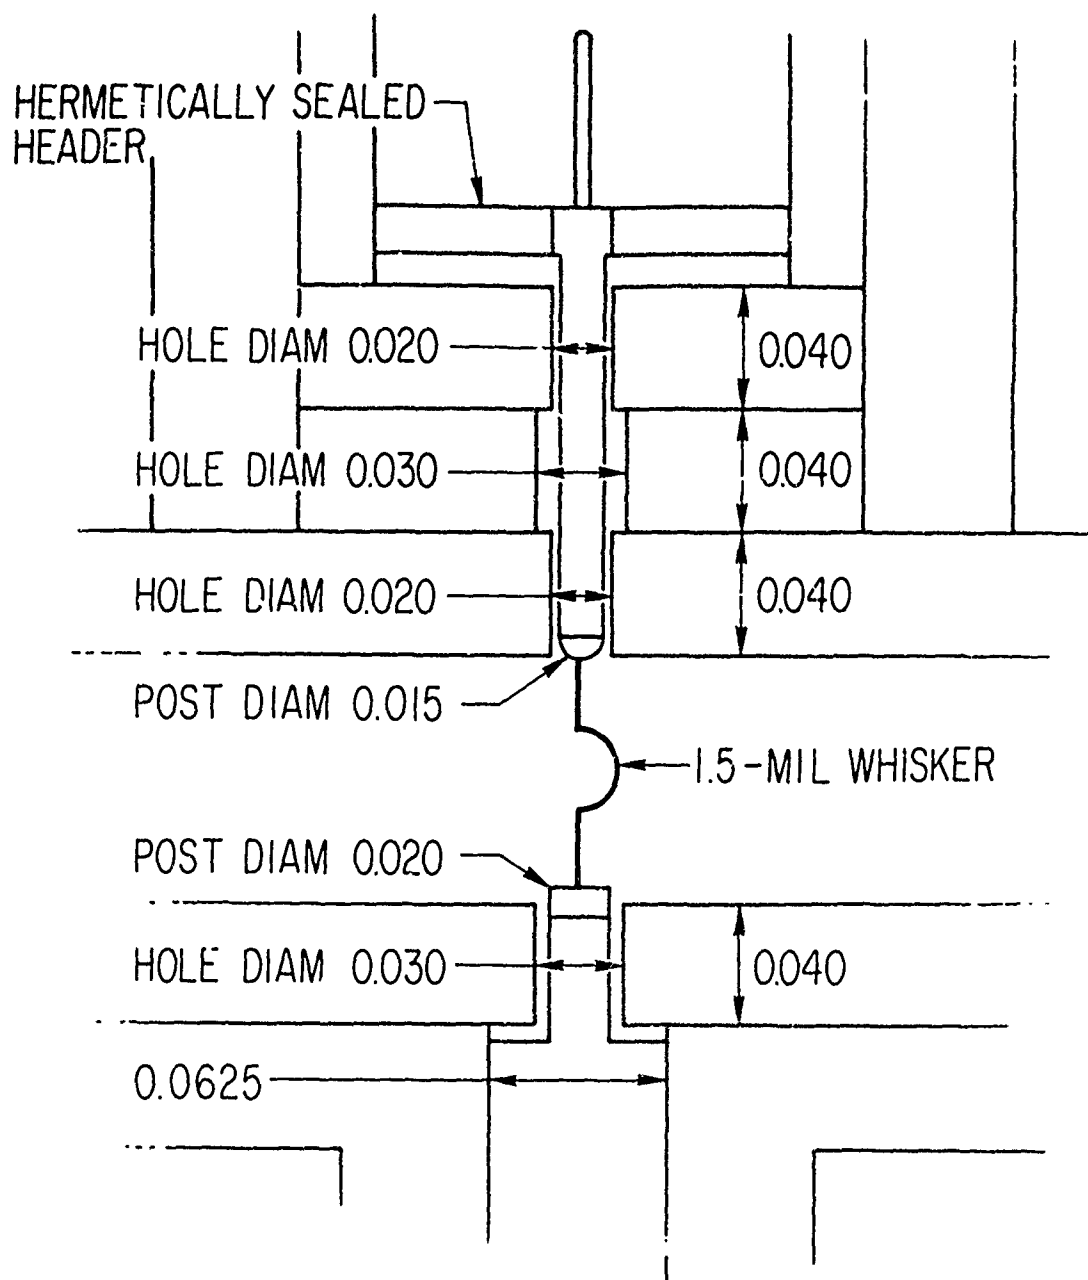 HERMETICALLY SEALED
HEADER
HOLE DIAM 0.020
0.040
HOLE DIAM 0.030
0.040
HOLE DIAM 0.020
0.040
POST DIAM 0.015
1.5-MIL WHISKER
POST DIAM 0.020
HOLE DIAM 0.030
0.040
0.0625